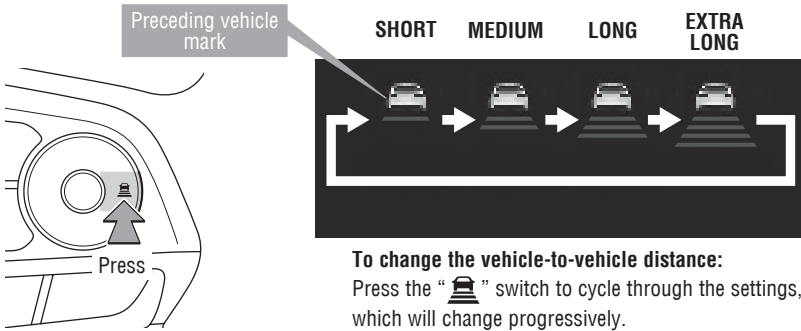 Preceding vehicle
mark
SHORT MEDIUM LONG EXTRA
LONG
Press
To change the vehicle-to-vehicle distance:
Press the “ ” switch to cycle through the settings,
which will change progressively.